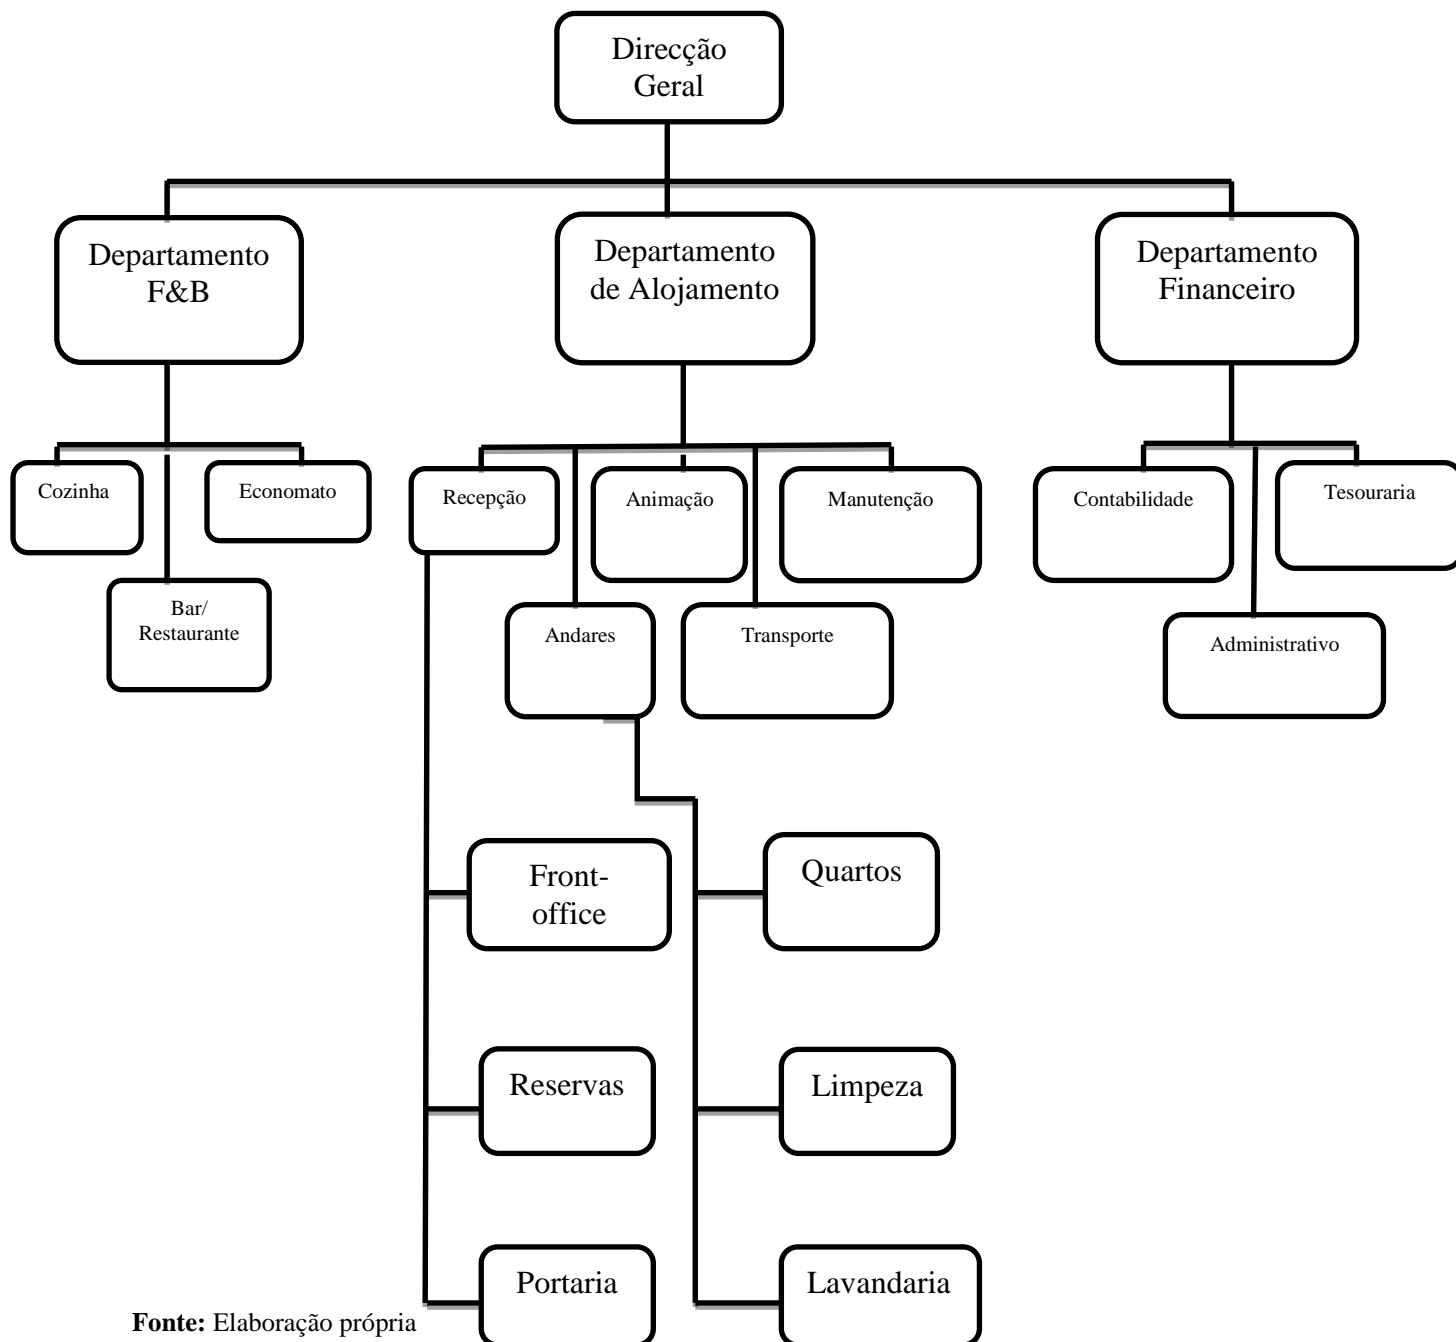 Direcção
Geral
Departamento
F&B
Departamento
de Alojamento
Departamento
Financeiro
Cozinha
Economato
Recepção
Animação
Manutenção
Contabilidade
Tesouraria
Bar/
Restaurante
Andares
Transporte
Administrativo
Front-
office
Quartos
Reservas
Limpeza
Portaria
Lavandaria
Fonte: Elaboração própria